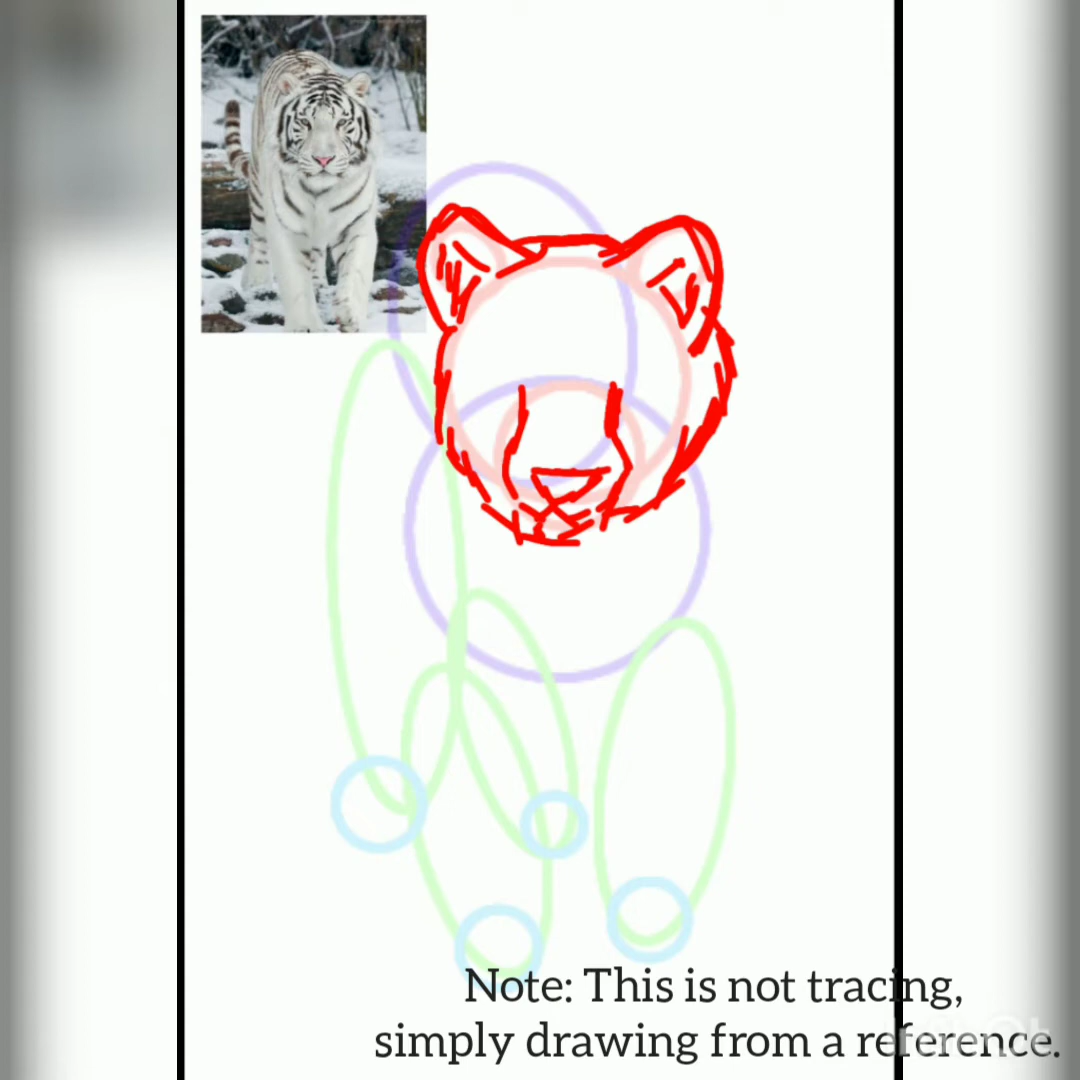 Note: This is not tracing,
simply drawing from a reference.